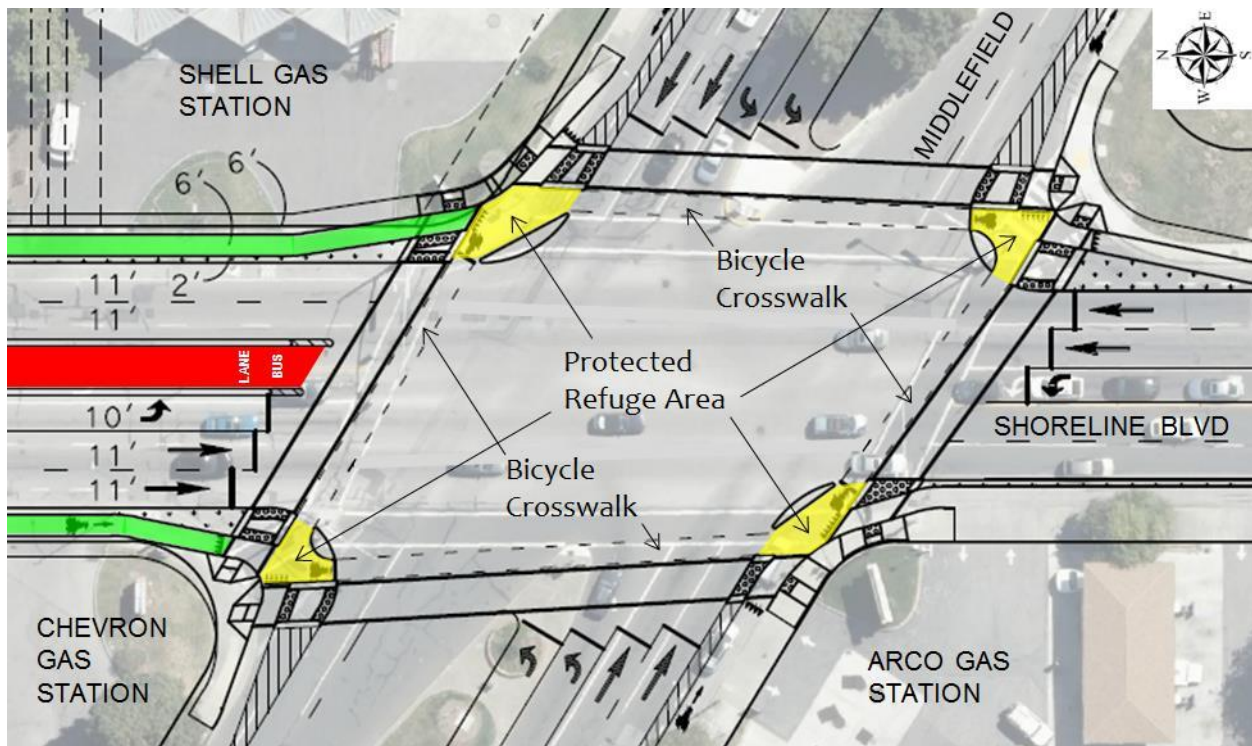 SHELL GAS
STATION
MIDDLEFIELD
E
N
S
W
6'
6'
11'
2'
11'
Bicycle
Crosswalk
LANE
BUS
Protected
Refuge Area
10'
SHORELINE BLVD
11'
11'
Bicycle
Crosswalk
CHEVRON
GAS
STATION
ARCO GAS
STATION